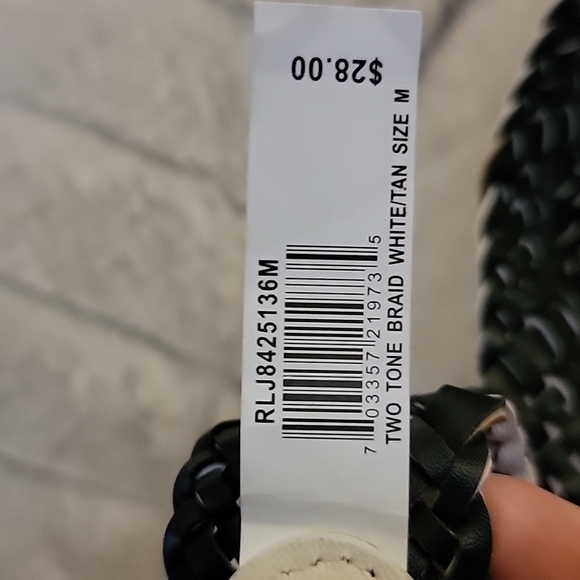 $28.00
RLJ8425136M
7 03357 21973 5
TWO TONE BRAID WHITE/TAN SIZE M